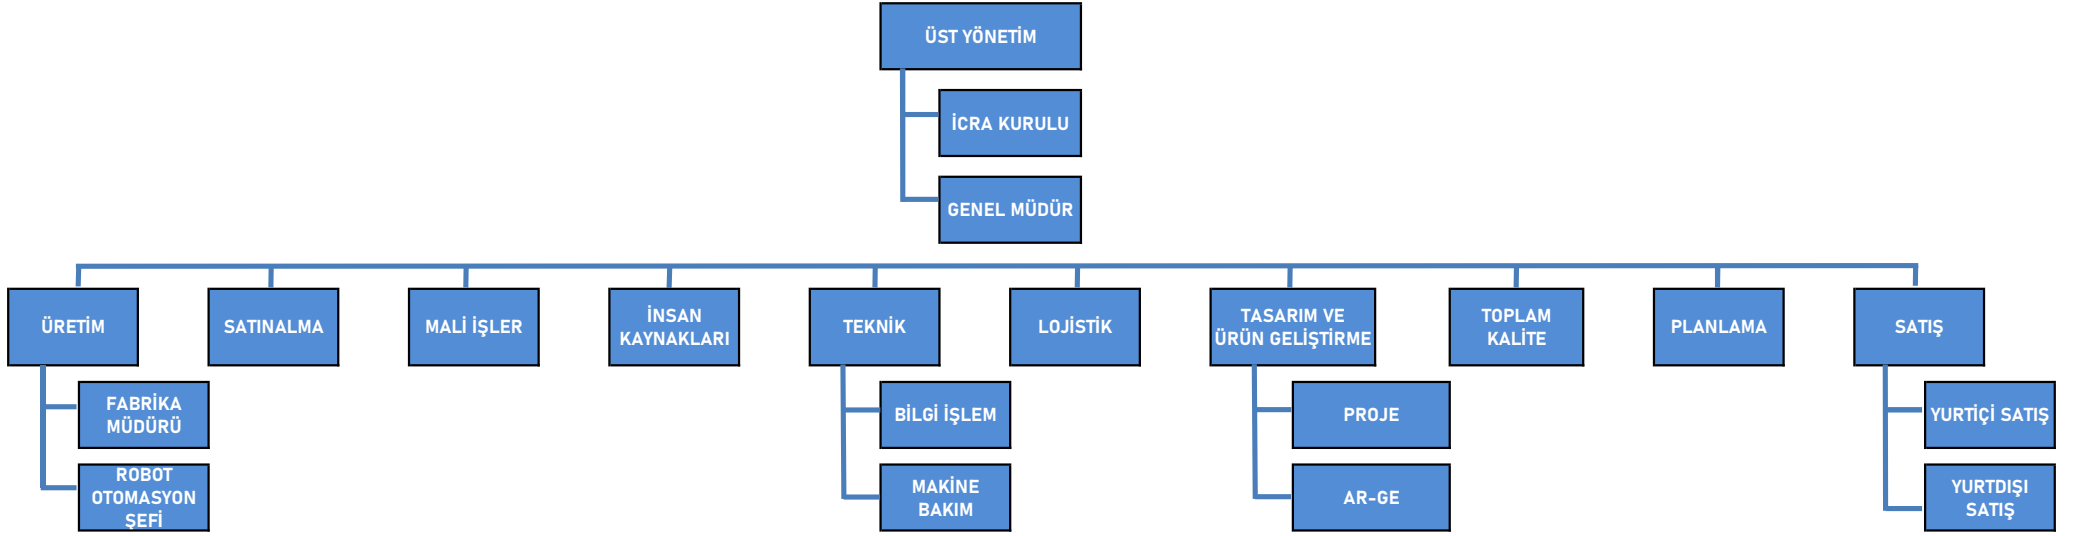 ÜST YÖNETİM
İCRA KURULU
GENEL MÜDÜR
ÜRETİM
SATINALMA
MALİ İŞLER
İNSAN
KAYNAKLARI
TEKNİK
LOJİSTİK
TASARIM VE
ÜRÜN GELİŞTİRME
TOPLAM
KALİTE
PLANLAMA
SATIŞ
FABRİKA
MÜDÜRÜ
ROBOT
OTOMASYON
ŞEFİ
BİLGİ İŞLEM
MAKİNE
BAKIM
PROJE
AR-GE
YURTİÇİ SATIŞ
YURTDIŞI
SATIŞ